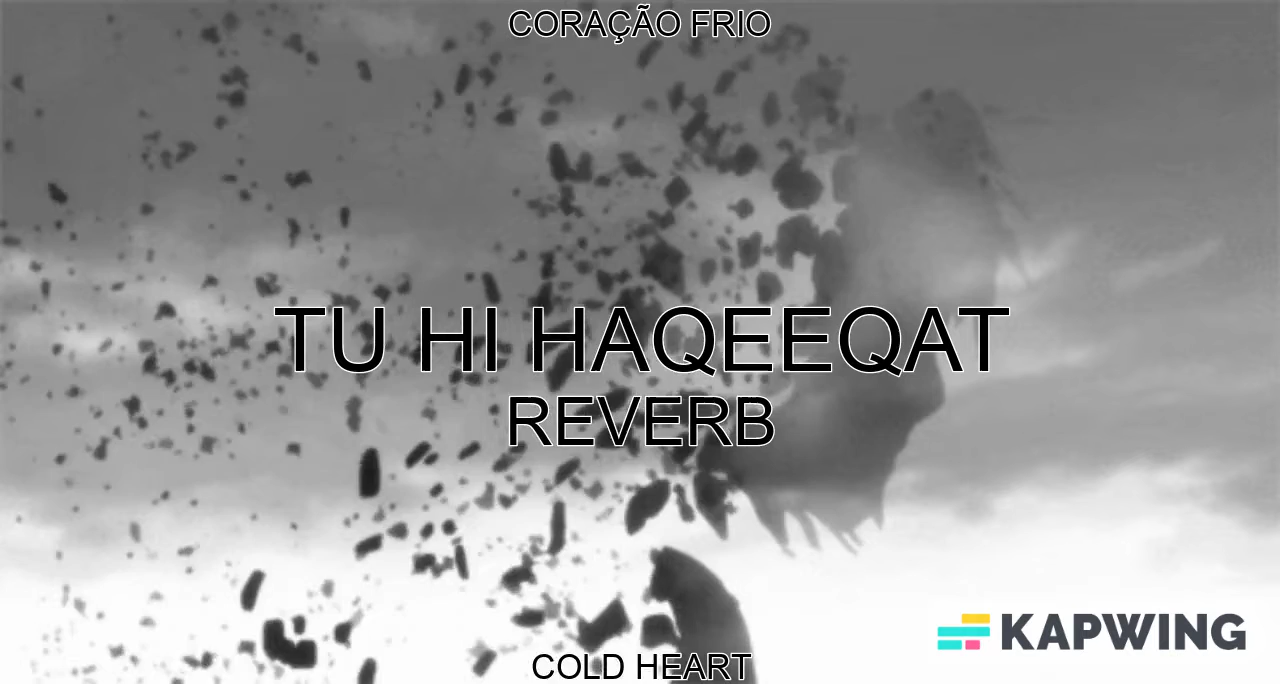 CORAÇÃO FRIO
TU HI HAQEEQAT
REVERB
KAPWING
COLD HEART